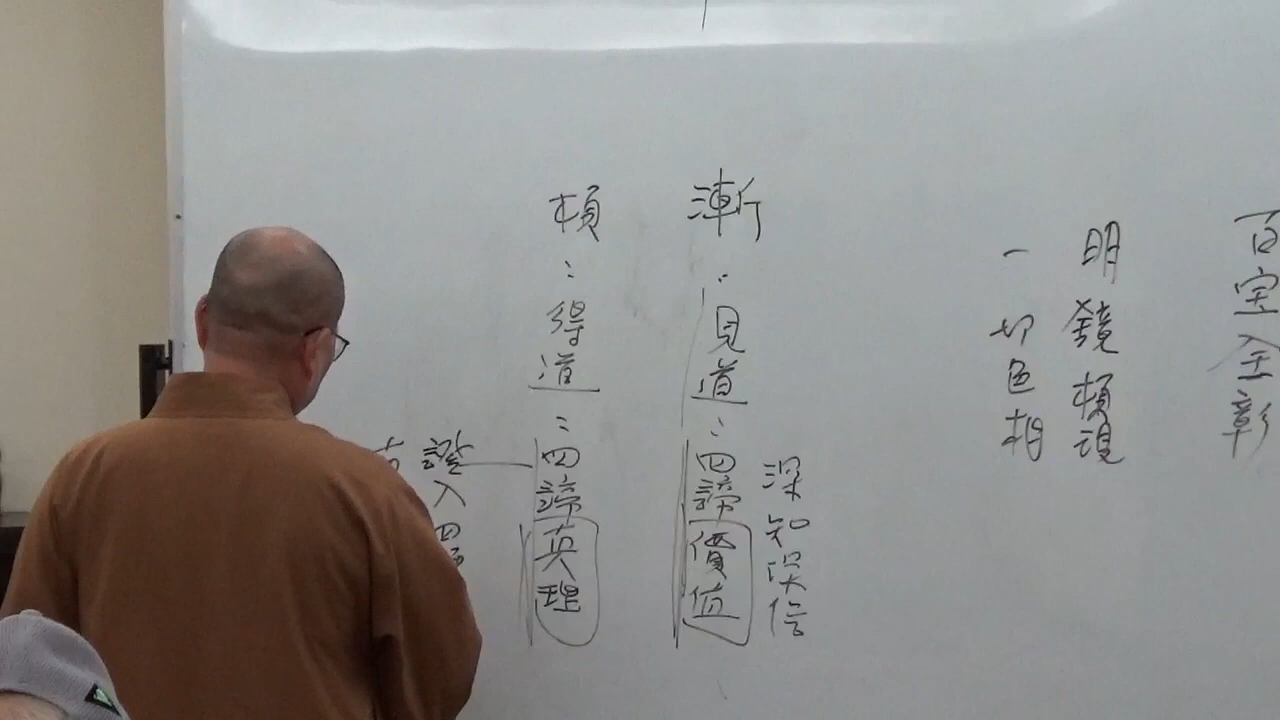 百室全彰
明鏡頓現
一切色相
深知深信
漸：見道：四諦價值
頓：得道：四諦真理
證入四